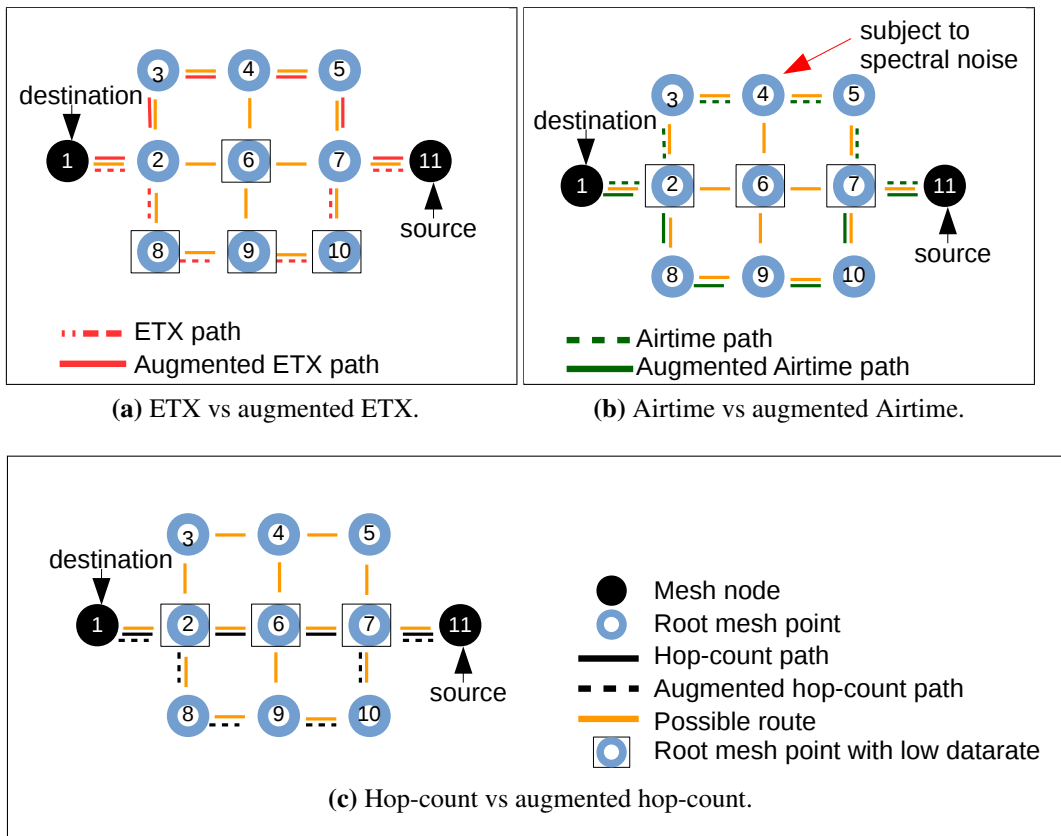 3
4
5
destination
1
2
6
7
11
source
8
9
10
ETX path
Augmented ETX path
(a) ETX vs augmented ETX.
subject to
spectral noise
3
4
5
destination
1
2
6
7
11
source
8
9
10
Airtime path
Augmented Airtime path
(b) Airtime vs augmented Airtime.
3
4
5
destination
1
2
6
7
11
source
8
9
10
Mesh node
Root mesh point
Hop-count path
Augmented hop-count path
Possible route
Root mesh point with low datarate
(c) Hop-count vs augmented hop-count.